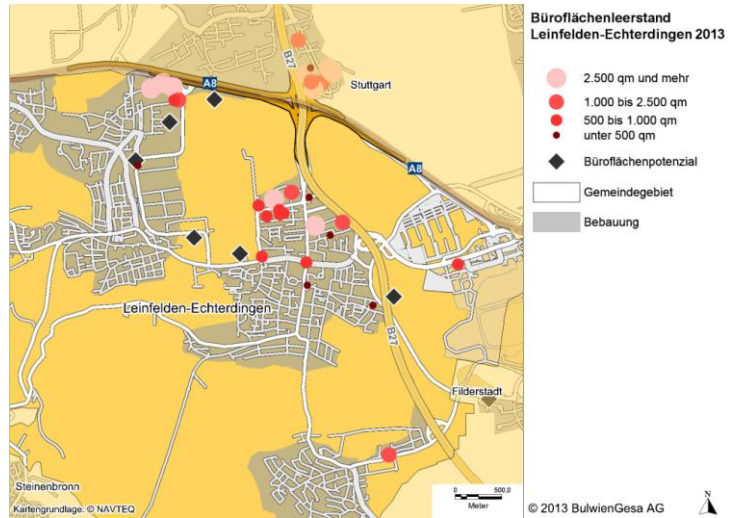 Büroflächenleerstand
Leinfelden-Echterdingen 2013
2.500 qm und mehr
1.000 bis 2.500 qm
500 bis 1.000 qm
unter 500 qm
Büroflächenpotenzial
Gemeindegebiet
Bebauung
B27
A8
Stuttgart
A8
Leinfelden-Echterdingen
B27
Filderstadt
Steinenbronn
Kartengrundlage: © NAVTEQ
0 500,0
Meter
© 2013 BulwienGesa AG
N